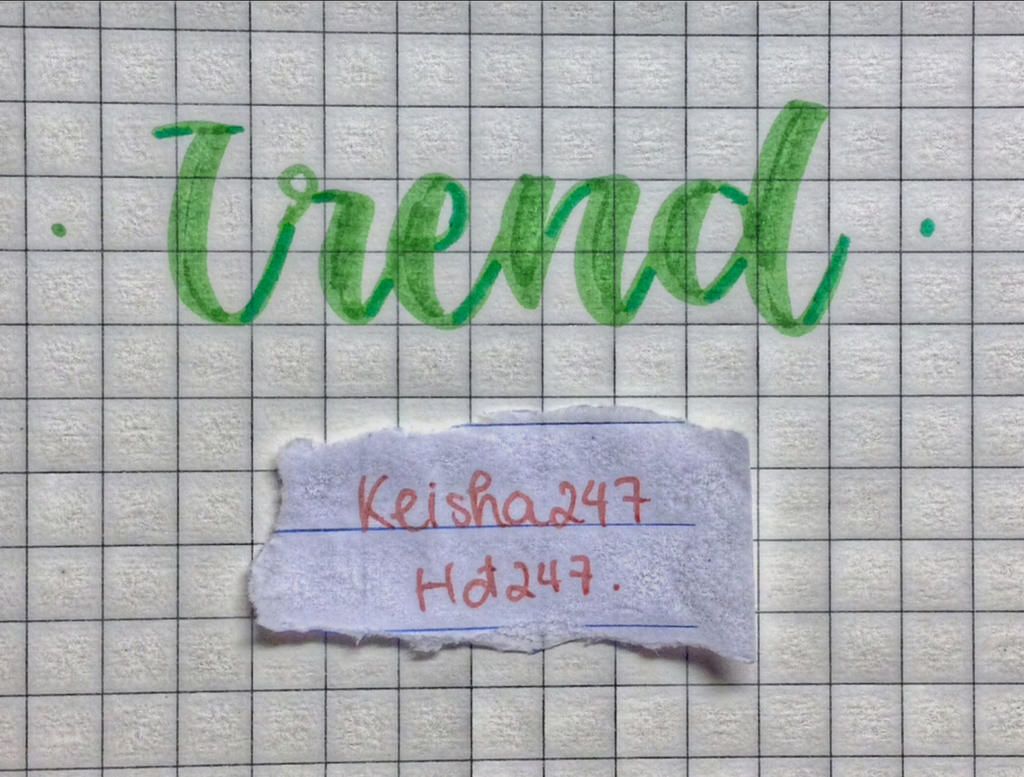 · Trend ·
Keisha247
Hd247.